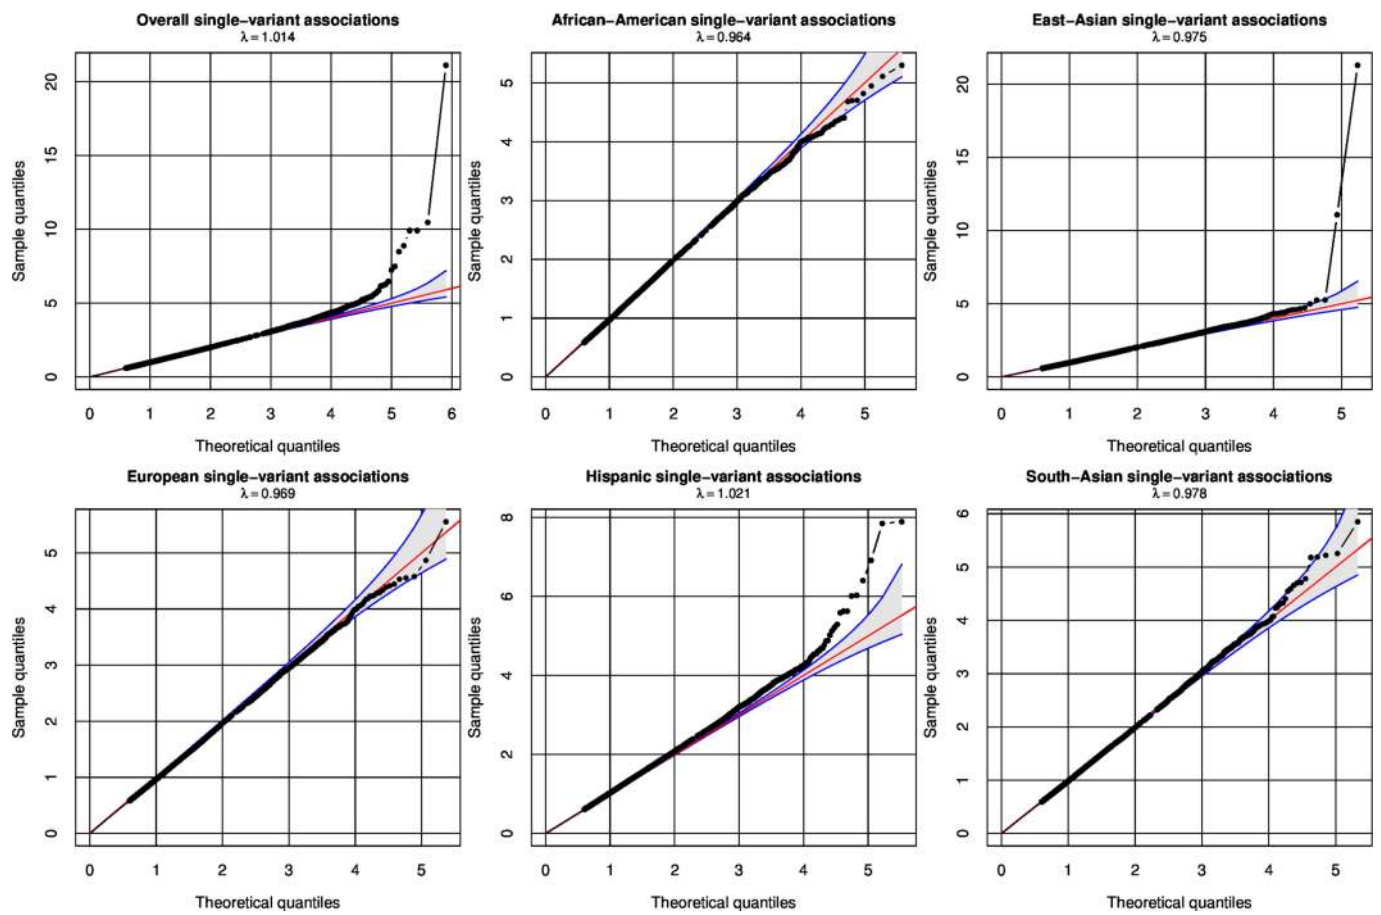 Overall single−variant associations
λ = 1.014
Sample quantiles
20
15
10
5
0
0 1 2 3 4 5 6
Theoretical quantiles
African−American single−variant associations
λ = 0.964
Sample quantiles
5
4
3
2
1
0
0 1 2 3 4 5
Theoretical quantiles
East−Asian single−variant associations
λ = 0.975
Sample quantiles
20
15
10
5
0
0 1 2 3 4 5
Theoretical quantiles
European single−variant associations
λ = 0.969
Sample quantiles
5
4
3
2
1
0
0 1 2 3 4 5
Theoretical quantiles
Hispanic single−variant associations
λ = 1.021
Sample quantiles
8
6
4
2
0
0 1 2 3 4 5
Theoretical quantiles
South−Asian single−variant associations
λ = 0.978
Sample quantiles
6
5
4
3
2
1
0
0 1 2 3 4 5
Theoretical quantiles